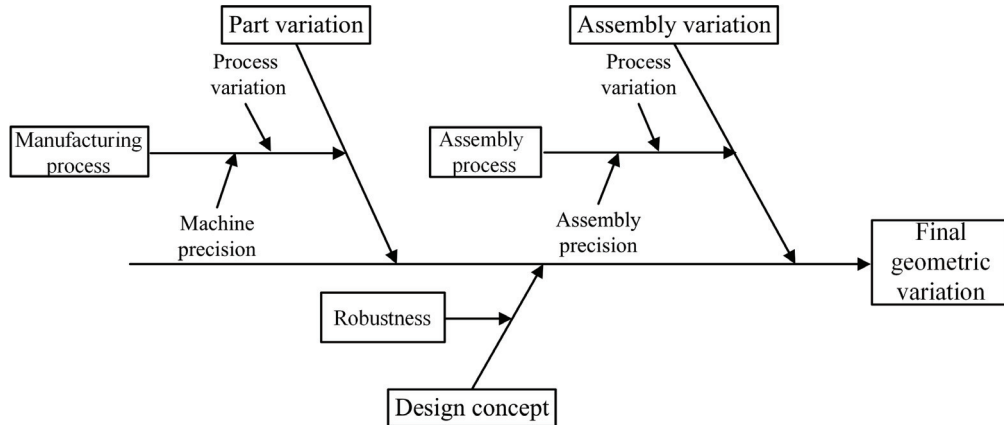 Part variation
Assembly variation
Process
variation
Process
variation
Manufacturing
process
Assembly
process
Machine
precision
Assembly
precision
Final
geometric
variation
Robustness
Design concept